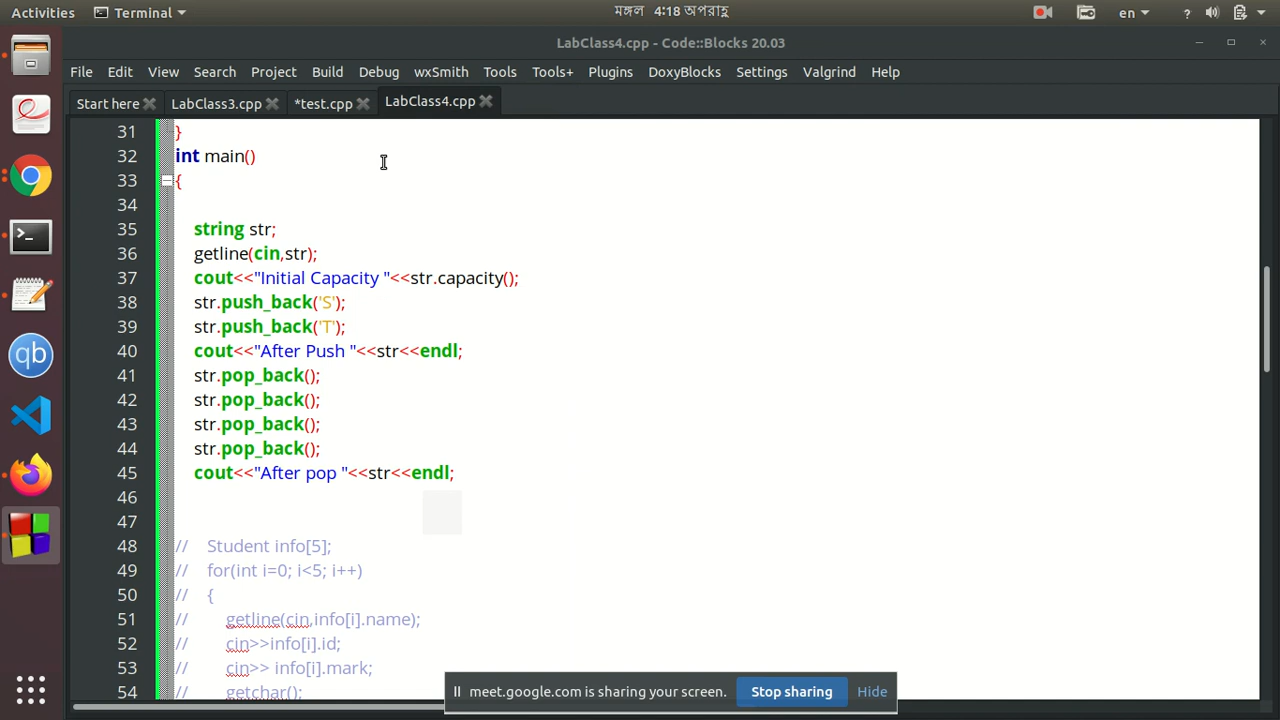 Activities Terminal মঙ্গল 4:18 অপরাহ্ণ en ?
LabClass4.cpp - Code::Blocks 20.03
File Edit View Search Project Build Debug wxSmith Tools Tools+ Plugins DoxyBlocks Settings Valgrind Help
Start here LabClass3.cpp *test.cpp LabClass4.cpp
31 }
32 int main()
33 {
34
35 string str;
36 getline(cin,str);
37 cout<<"Initial Capacity "<<str.capacity();
38 str.push_back('S');
39 str.push_back('T');
40 cout<<"After Push "<<str<<endl;
41 str.pop_back();
42 str.pop_back();
43 str.pop_back();
44 str.pop_back();
45 cout<<"After pop "<<str<<endl;
46
47
48 // Student info[5];
49 // for(int i=0; i<5; i++)
50 // {
51 // getline(cin,info[i].name);
52 // cin>>info[i].id;
53 // cin>> info[i].mark;
54 // getchar();
qb
meet.google.com is sharing your screen. Stop sharing Hide